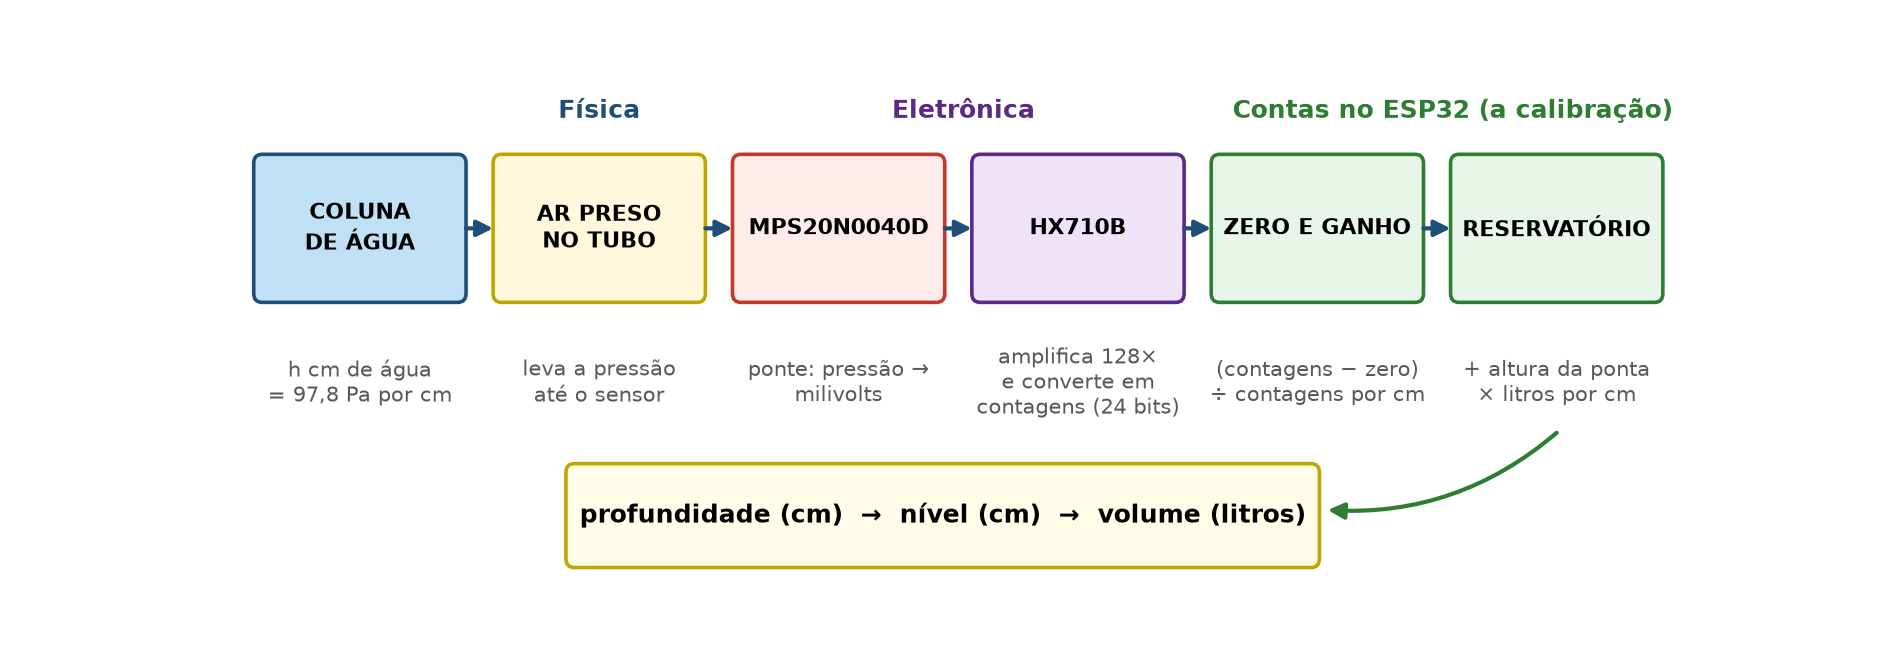 Física
Eletrônica
Contas no ESP32 (a calibração)
COLUNA
DE ÁGUA
AR PRESO
NO TUBO
MPS20N0040D
HX710B
ZERO E GANHO
RESERVATÓRIO
h cm de água
= 97,8 Pa por cm
leva a pressão
até o sensor
ponte: pressão →
milivolts
amplifica 128×
e converte em
contagens (24 bits)
(contagens − zero)
÷ contagens por cm
+ altura da ponta
× litros por cm
profundidade (cm) → nível (cm) → volume (litros)